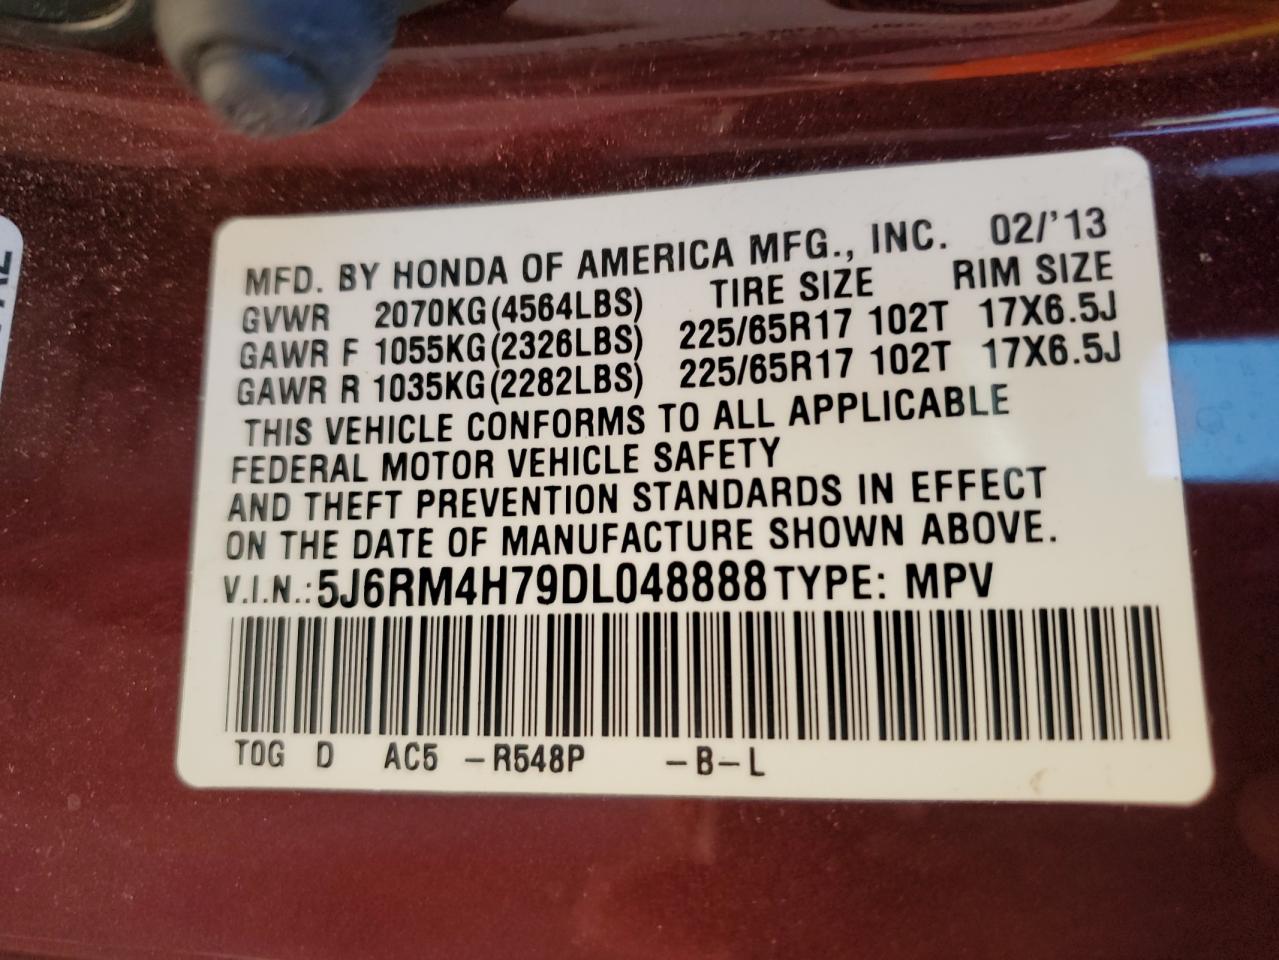 MFD. BY HONDA OF AMERICA MFG., INC. 02/'13
GVWR 2070KG(4564LBS) TIRE SIZE RIM SIZE
GAWR F 1055KG(2326LBS) 225/65R17 102T 17X6.5J
GAWR R 1035KG(2282LBS) 225/65R17 102T 17X6.5J
THIS VEHICLE CONFORMS TO ALL APPLICABLE
FEDERAL MOTOR VEHICLE SAFETY
AND THEFT PREVENTION STANDARDS IN EFFECT
ON THE DATE OF MANUFACTURE SHOWN ABOVE.
V.I.N.:5J6RM4H79DL048888 TYPE: MPV
TOG D AC5 -R548P -B-L